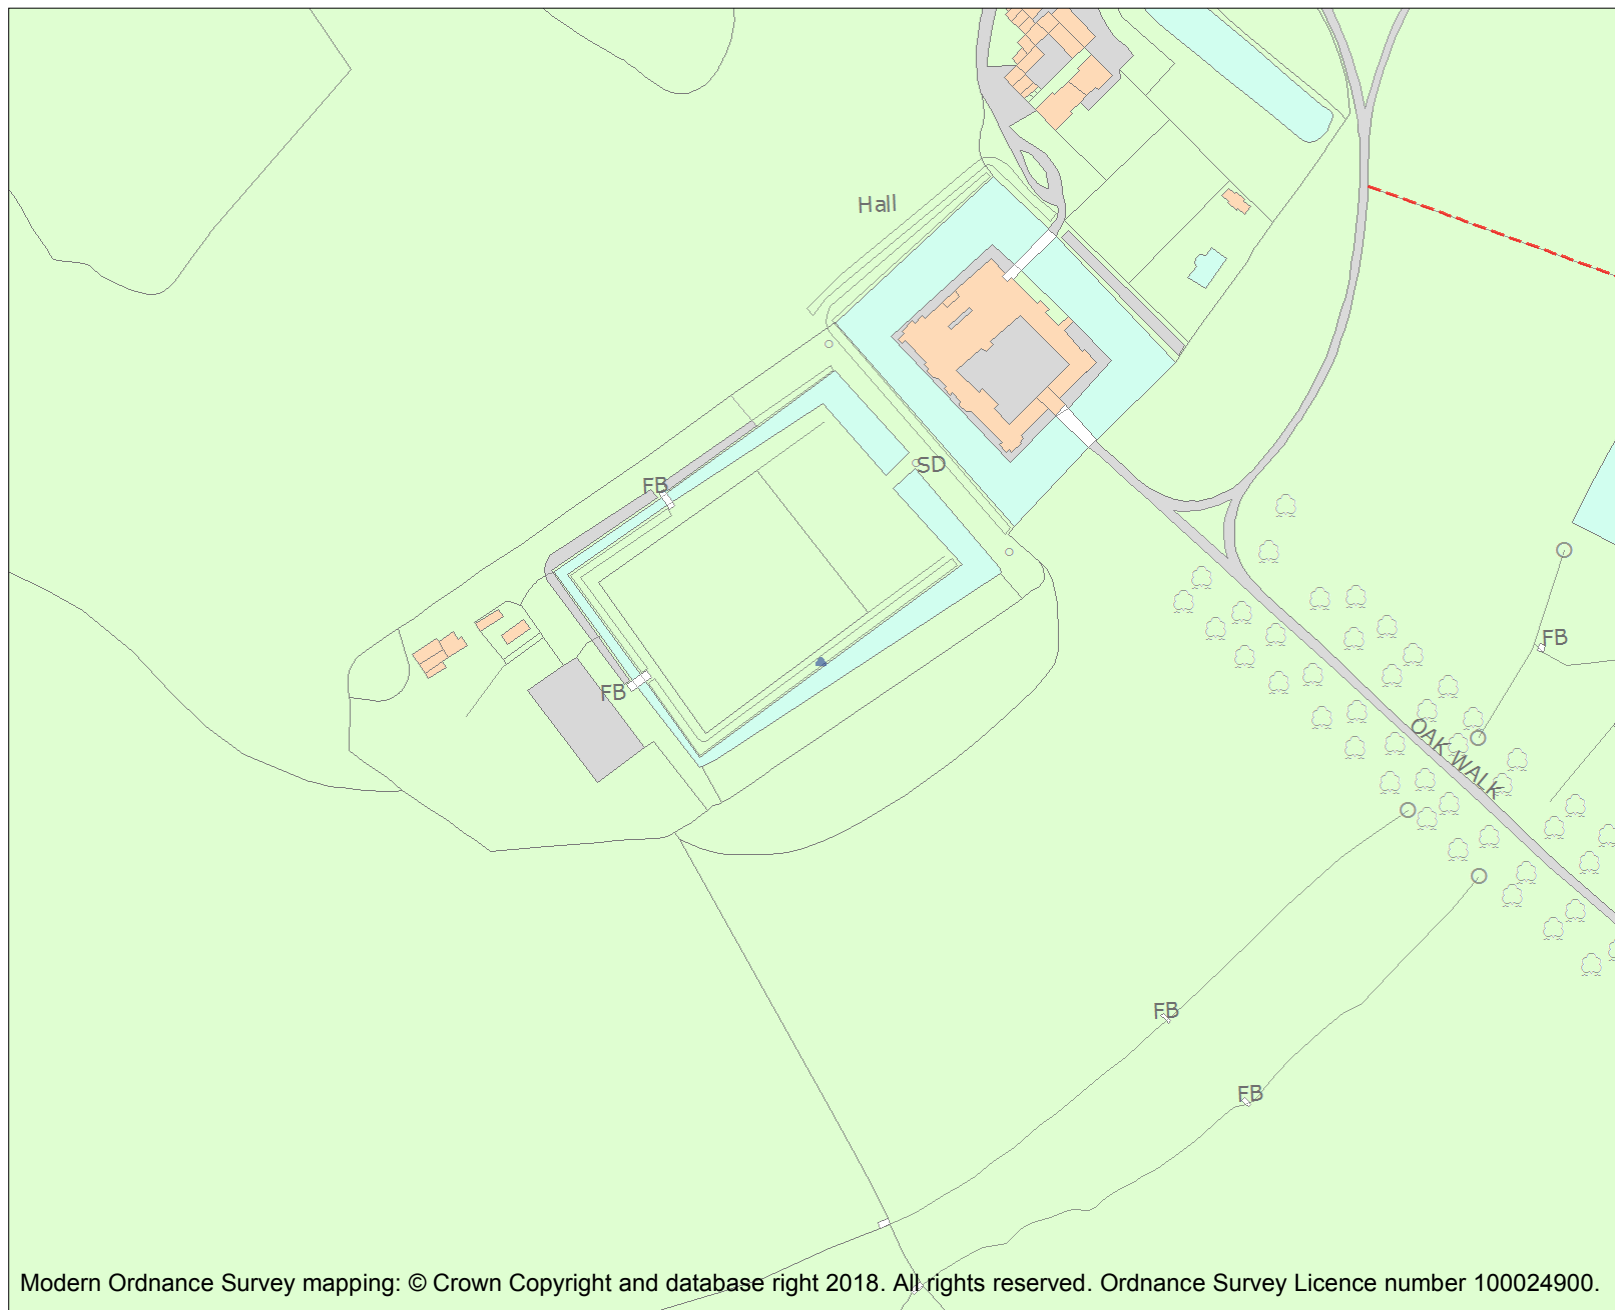 Hall
SD
FB
FB
FB
OAK WALK
FB
FB
Modern Ordnance Survey mapping: © Crown Copyright and database right 2018. All rights reserved. Ordnance Survey Licence number 100024900.